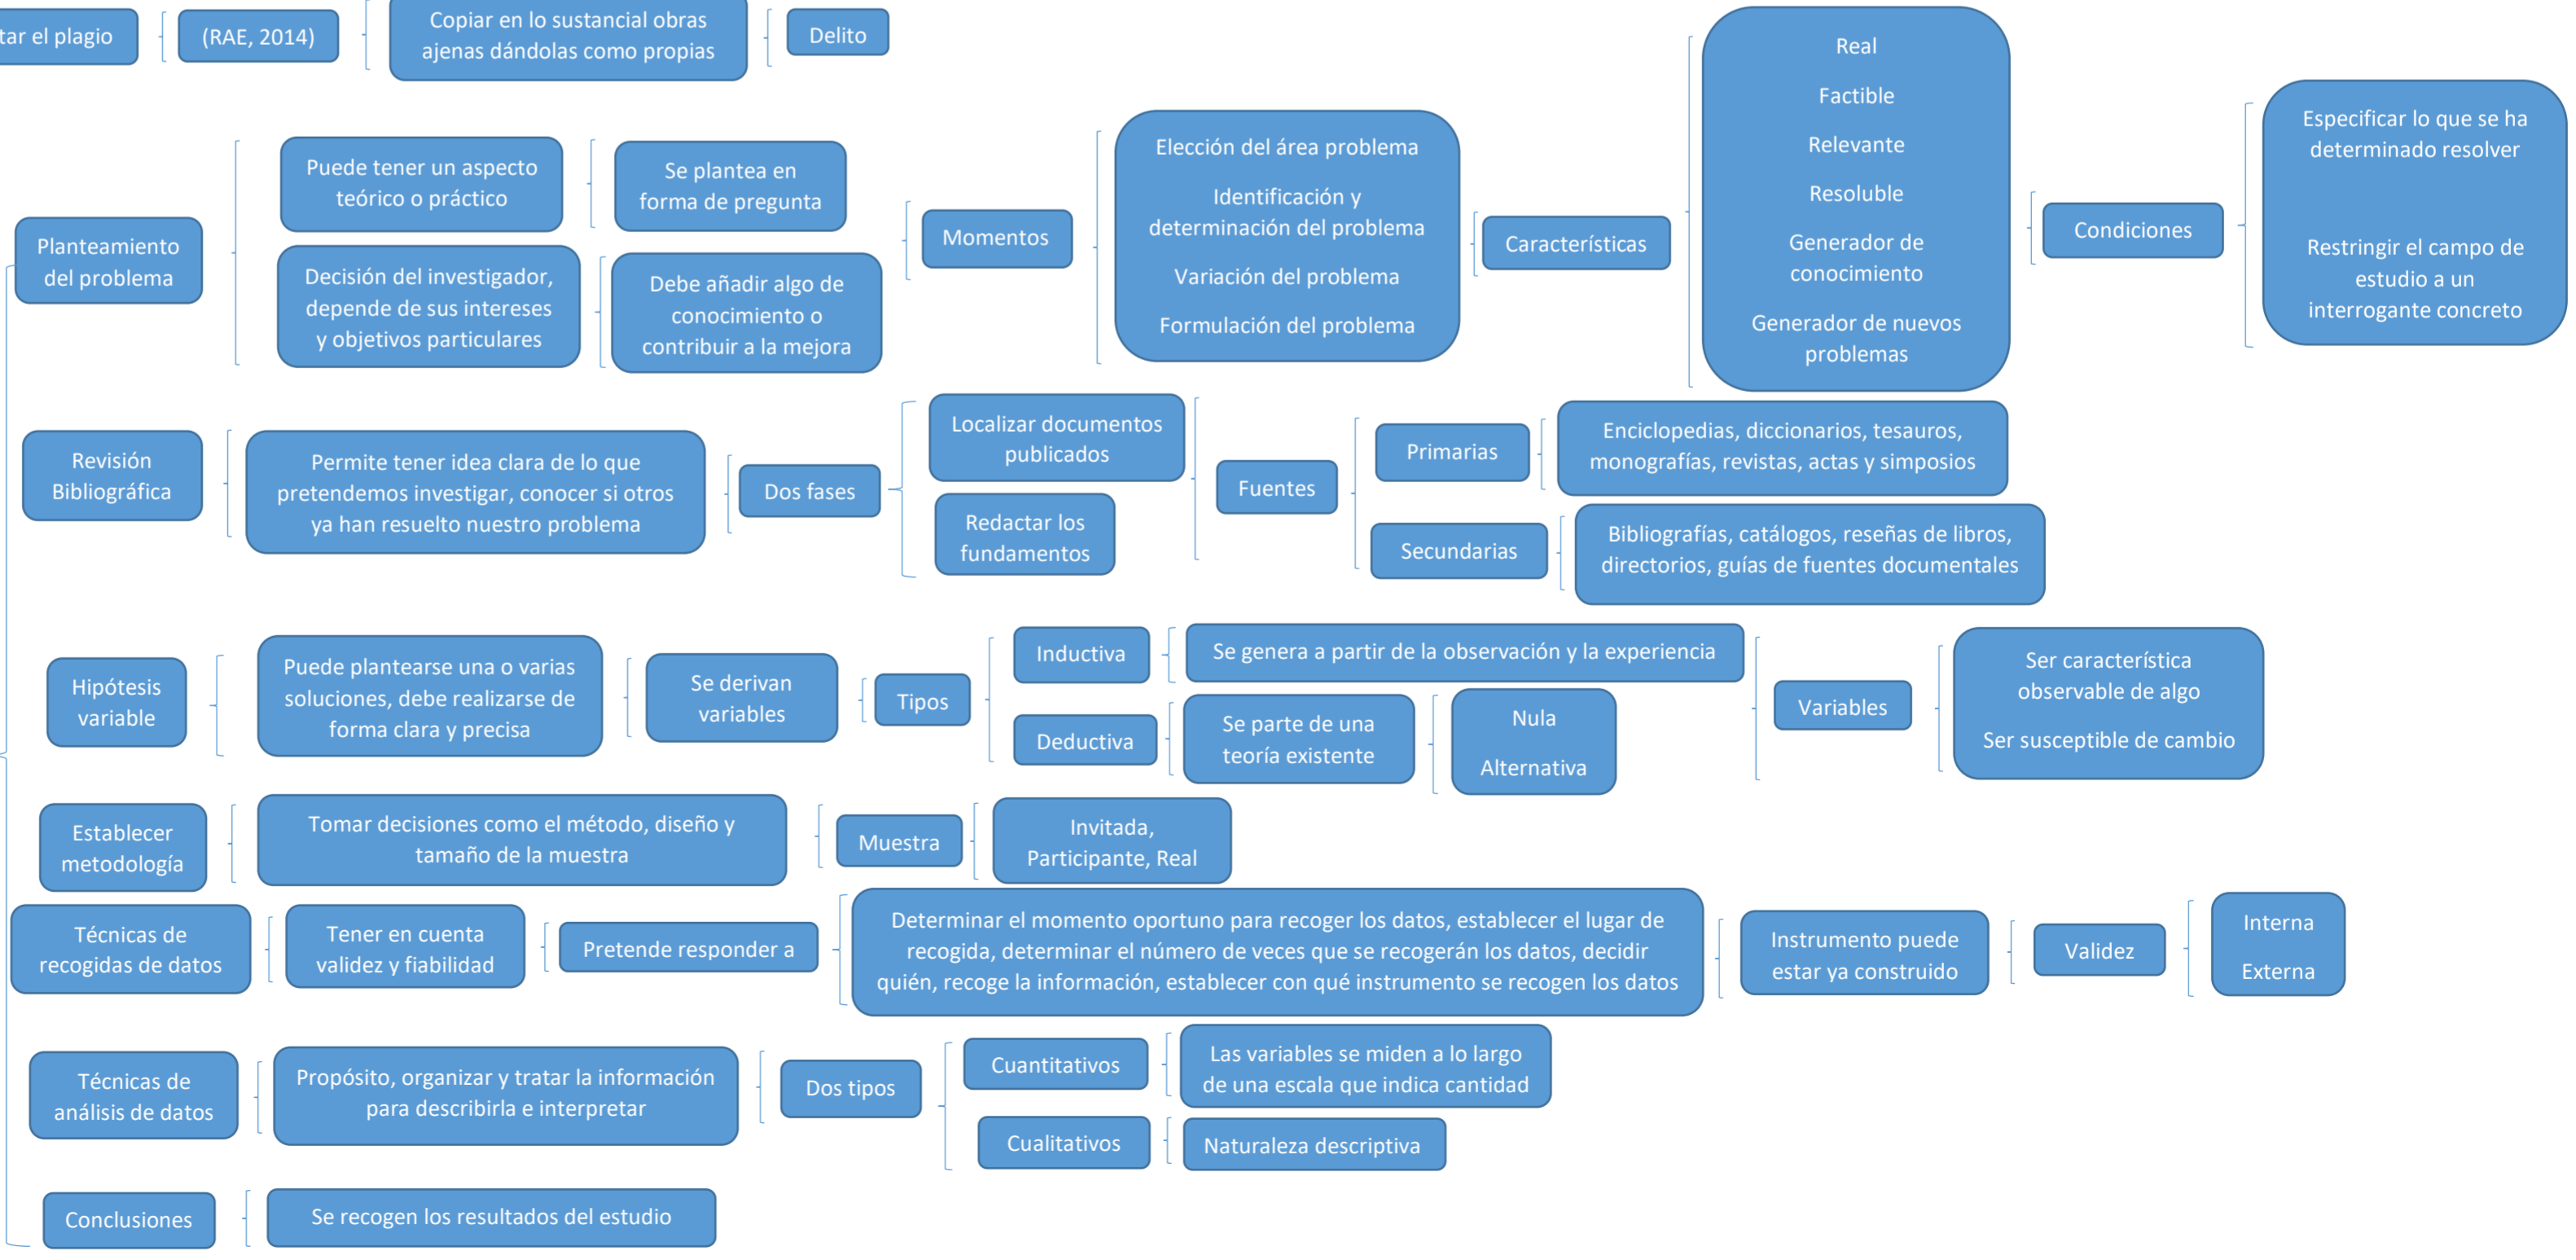 tar el plagio
(RAE, 2014)
Copiar en lo sustancial obras
ajenas dándolas como propias
Delito
Planteamiento
del problema
Puede tener un aspecto
teórico o práctico
Se plantea en
forma de pregunta
Decisión del investigador,
depende de sus intereses
y objetivos particulares
Debe añadir algo de
conocimiento o
contribuir a la mejora
Momentos
Elección del área problema
Identificación y
determinación del problema
Variación del problema
Formulación del problema
Características
Real
Factible
Relevante
Resoluble
Generador de
conocimiento
Generador de nuevos
problemas
Condiciones
Especificar lo que se ha
determinado resolver
Restringir el campo de
estudio a un
interrogante concreto
Revisión
Bibliográfica
Permite tener idea clara de lo que
pretendemos investigar, conocer si otros
ya han resuelto nuestro problema
Dos fases
Localizar documentos
publicados
Redactar los
fundamentos
Fuentes
Primarias
Enciclopedias, diccionarios, tesauros,
monografías, revistas, actas y simposios
Secundarias
Bibliografías, catálogos, reseñas de libros,
directorios, guías de fuentes documentales
Hipótesis
variable
Puede plantearse una o varias
soluciones, debe realizarse de
forma clara y precisa
Se derivan
variables
Tipos
Inductiva
Se genera a partir de la observación y la experiencia
Deductiva
Se parte de una
teoría existente
Nula
Alternativa
Variables
Ser característica
observable de algo
Ser susceptible de cambio
Establecer
metodología
Tomar decisiones como el método, diseño y
tamaño de la muestra
Muestra
Invitada,
Participante, Real
Técnicas de
recogidas de datos
Tener en cuenta
validez y fiabilidad
Pretende responder a
Determinar el momento oportuno para recoger los datos, establecer el lugar de
recogida, determinar el número de veces que se recogerán los datos, decidir
quién, recoge la información, establecer con qué instrumento se recogen los datos
Instrumento puede
estar ya construido
Validez
Interna
Externa
Técnicas de
análisis de datos
Propósito, organizar y tratar la información
para describirla e interpretar
Dos tipos
Cuantitativos
Las variables se miden a lo largo
de una escala que indica cantidad
Cualitativos
Naturaleza descriptiva
Conclusiones
Se recogen los resultados del estudio